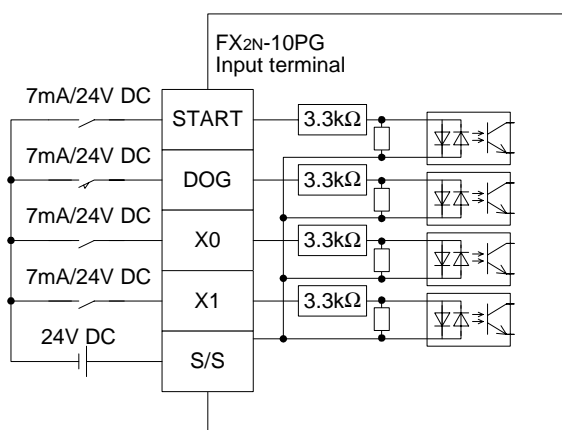 FX2N-10PG
Input terminal
7mA/24V DC
START
3.3kΩ
7mA/24V DC
DOG
3.3kΩ
7mA/24V DC
X0
3.3kΩ
7mA/24V DC
X1
3.3kΩ
24V DC
S/S